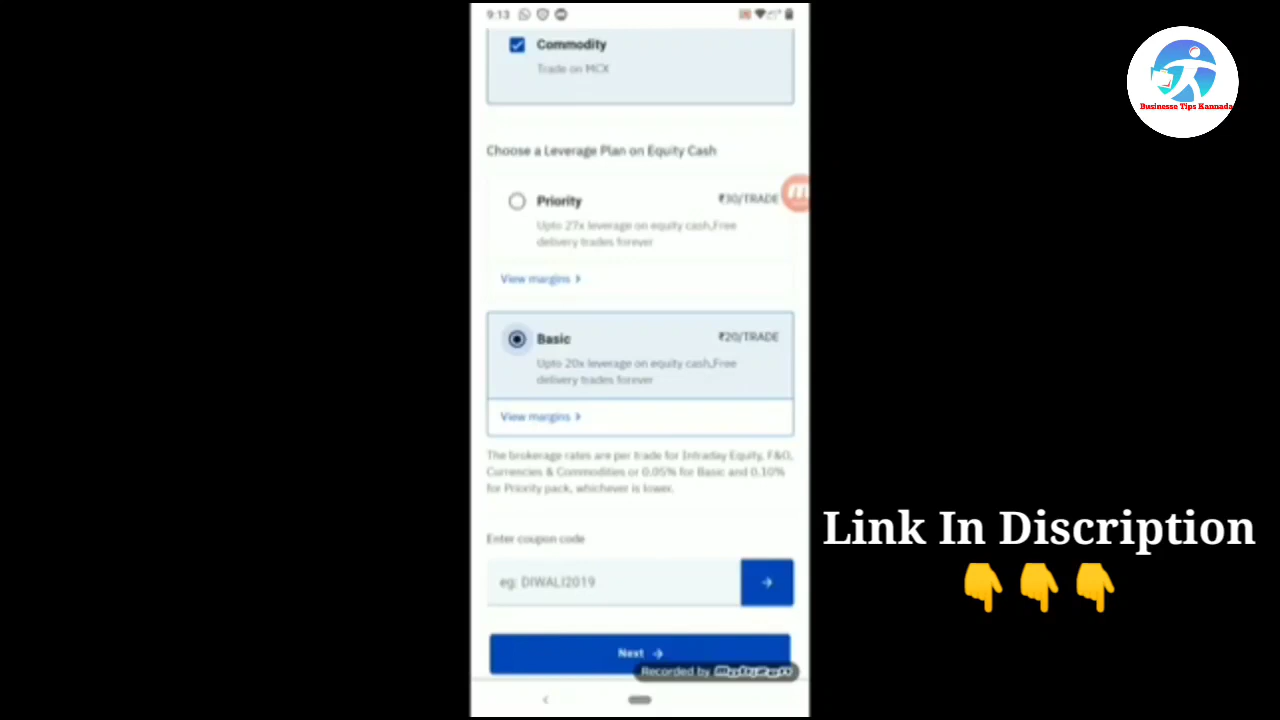 9:13
Commodity
Trade on MCX
Choose a Leverage Plan on Equity Cash
Priority ₹30/TRADE
Upto 27x leverage on equity cash,Free
delivery trades forever
View margins
Basic ₹20/TRADE
Upto 20x leverage on equity cash,Free
delivery trades forever
View margins
The brokerage rates are per trade for Intraday Equity, F&O,
Currencies & Commodities or 0.05% for Basic and 0.10%
for Priority pack, whichever is lower.
Enter coupon code
eg: DIWALI2019
Next
Recorded by
Businesse Tips Kannada
Link In Discription